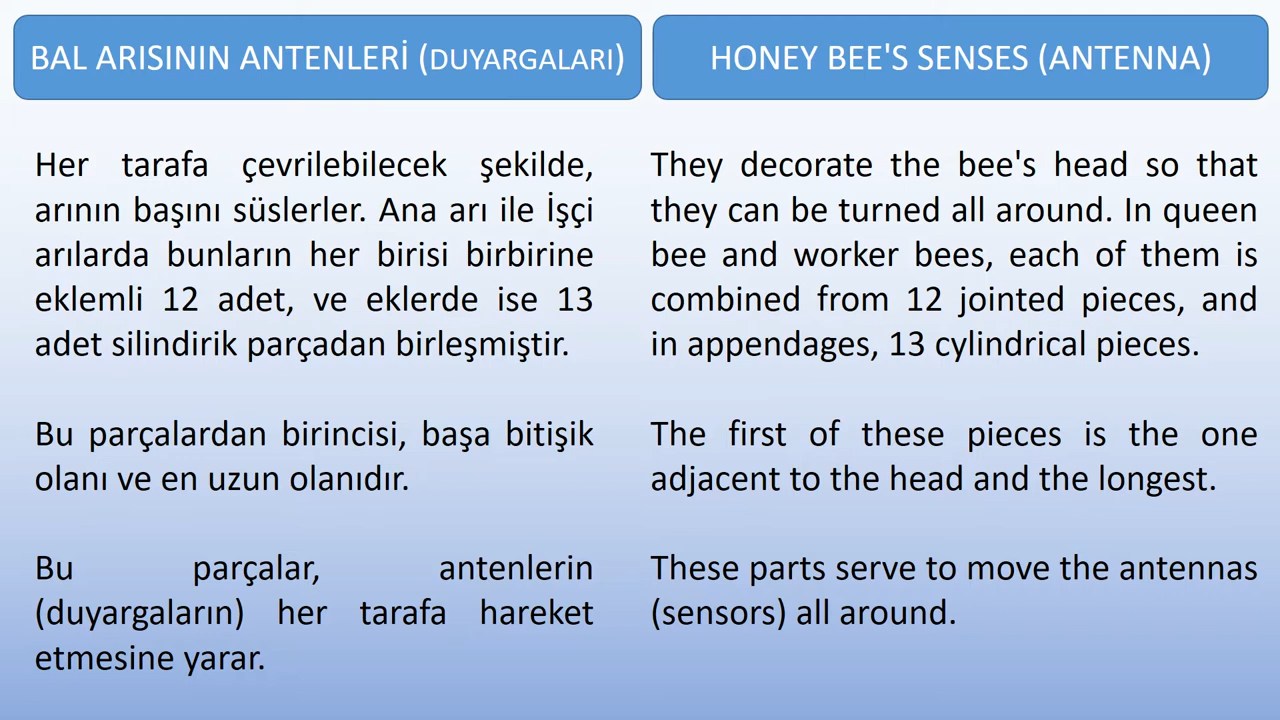 BAL ARISININ ANTENLERİ (DUYARGALARI)
Her tarafa çevrilebilecek şekilde,
arının başını süslerler. Ana arı ile İşçi
arılarda bunların her birisi birbirine
eklemli 12 adet, ve eklerde ise 13
adet silindirik parçadan birleşmiştir.
Bu parçalardan birincisi, başa bitişik
olanı ve en uzun olanıdır.
Bu parçalar, antenlerin
(duyargaların) her tarafa hareket
etmesine yarar.
HONEY BEE'S SENSES (ANTENNA)
They decorate the bee's head so that
they can be turned all around. In queen
bee and worker bees, each of them is
combined from 12 jointed pieces, and
in appendages, 13 cylindrical pieces.
The first of these pieces is the one
adjacent to the head and the longest.
These parts serve to move the antennas
(sensors) all around.